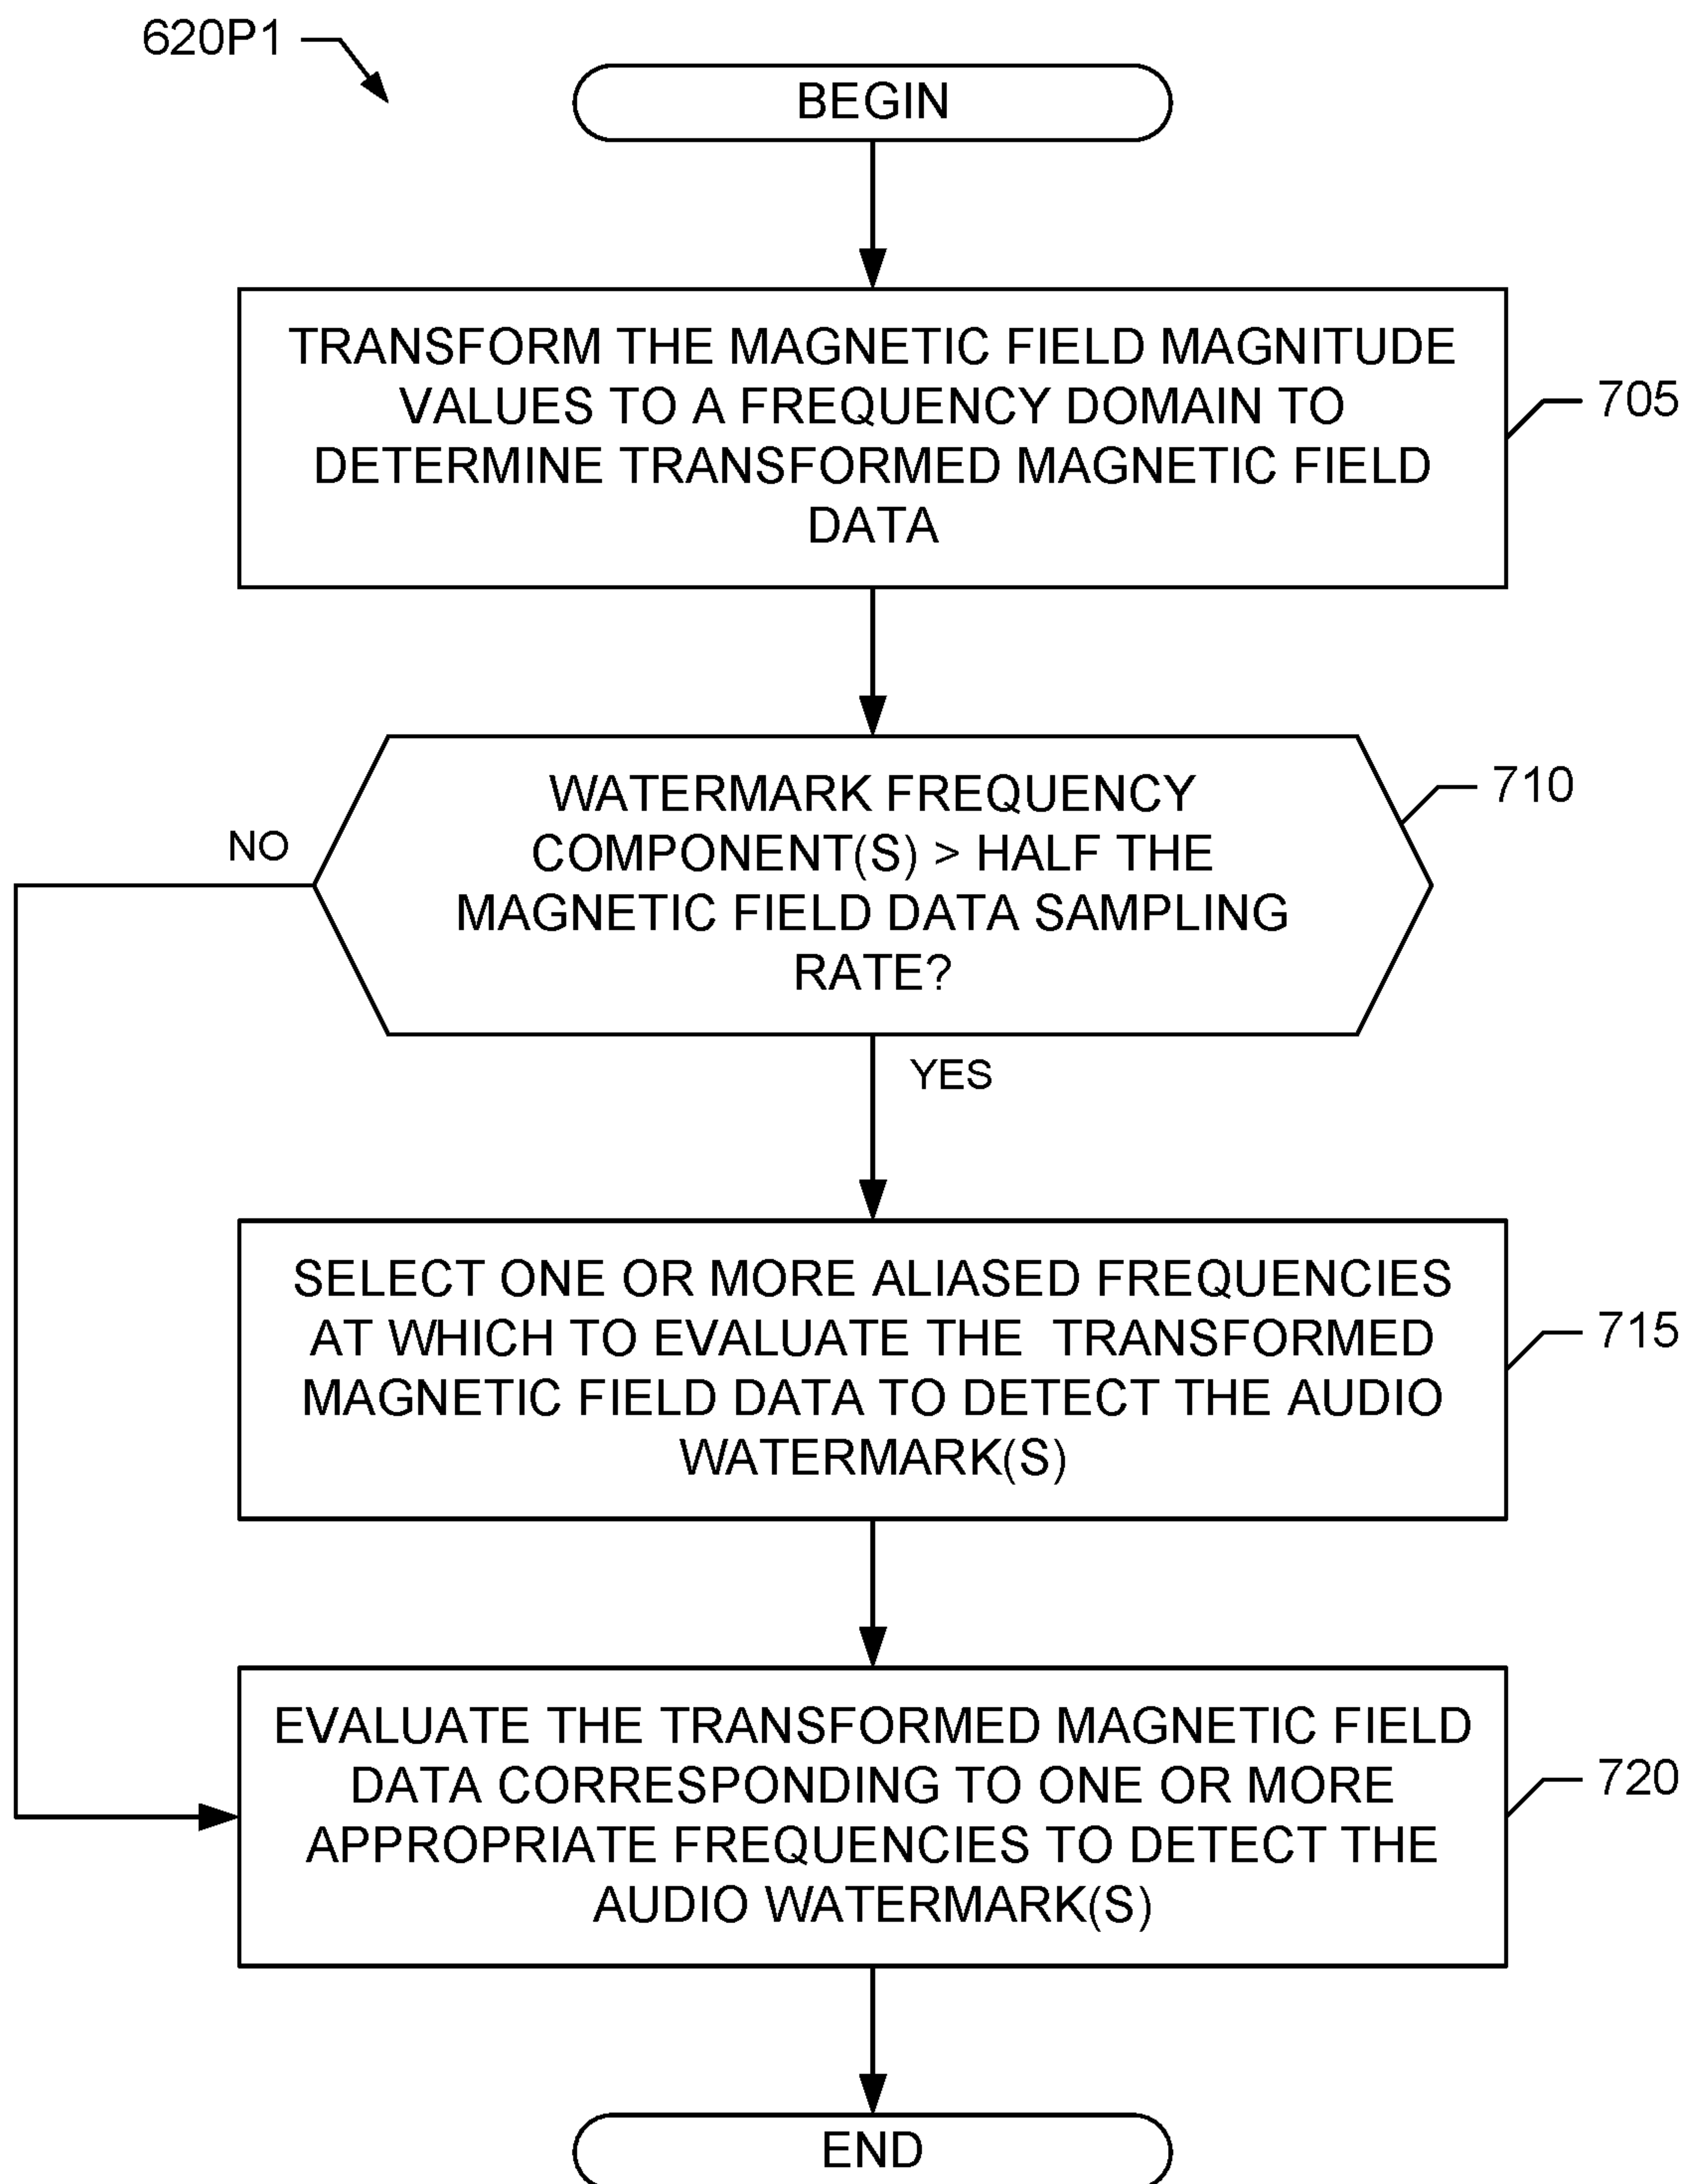 620P1
BEGIN
TRANSFORM THE MAGNETIC FIELD MAGNITUDE
VALUES TO A FREQUENCY DOMAIN TO
DETERMINE TRANSFORMED MAGNETIC FIELD
DATA
705
WATERMARK FREQUENCY
COMPONENT(S) > HALF THE
MAGNETIC FIELD DATA SAMPLING
RATE?
710
NO
YES
SELECT ONE OR MORE ALIASED FREQUENCIES
AT WHICH TO EVALUATE THE TRANSFORMED
MAGNETIC FIELD DATA TO DETECT THE AUDIO
WATERMARK(S)
715
EVALUATE THE TRANSFORMED MAGNETIC FIELD
DATA CORRESPONDING TO ONE OR MORE
APPROPRIATE FREQUENCIES TO DETECT THE
AUDIO WATERMARK(S)
720
END